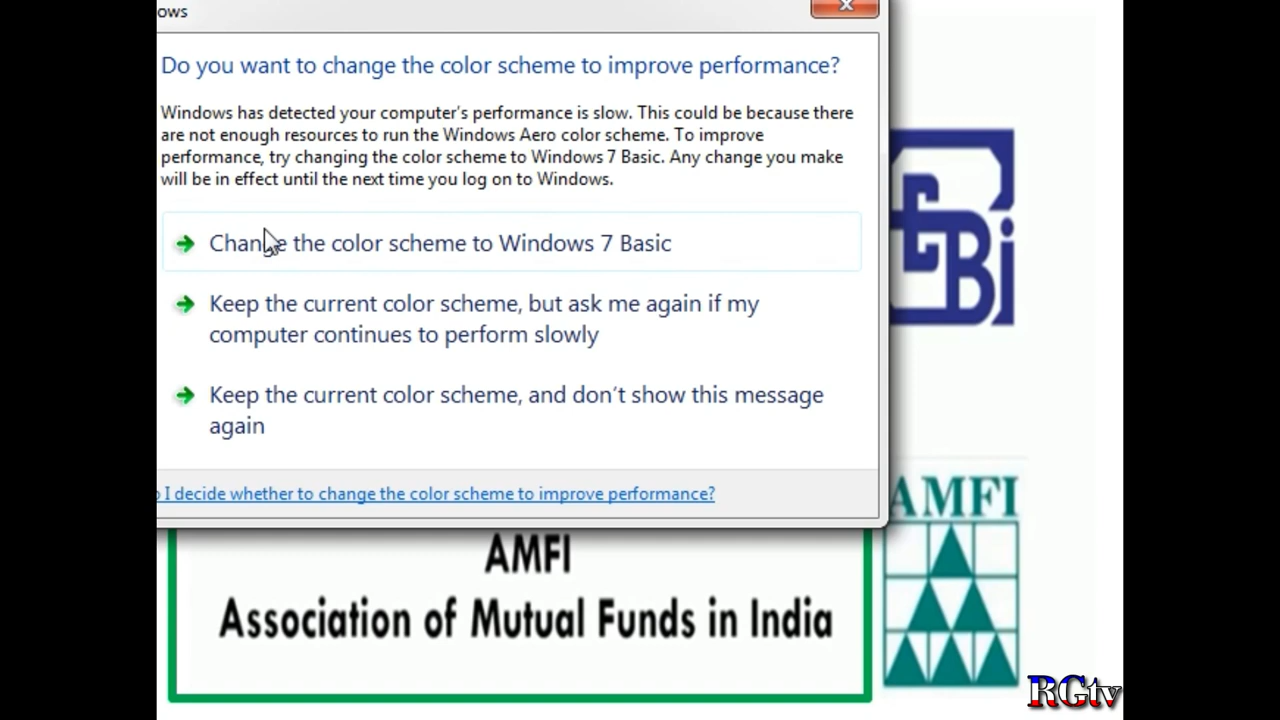 ows
Do you want to change the color scheme to improve performance?
Windows has detected your computer's performance is slow. This could be because there
are not enough resources to run the Windows Aero color scheme. To improve
performance, try changing the color scheme to Windows 7 Basic. Any change you make
will be in effect until the next time you log on to Windows.
Change the color scheme to Windows 7 Basic
Keep the current color scheme, but ask me again if my
computer continues to perform slowly
Keep the current color scheme, and don't show this message
again
I decide whether to change the color scheme to improve performance?
AMFI
AMFI
Association of Mutual Funds in India
RGtv